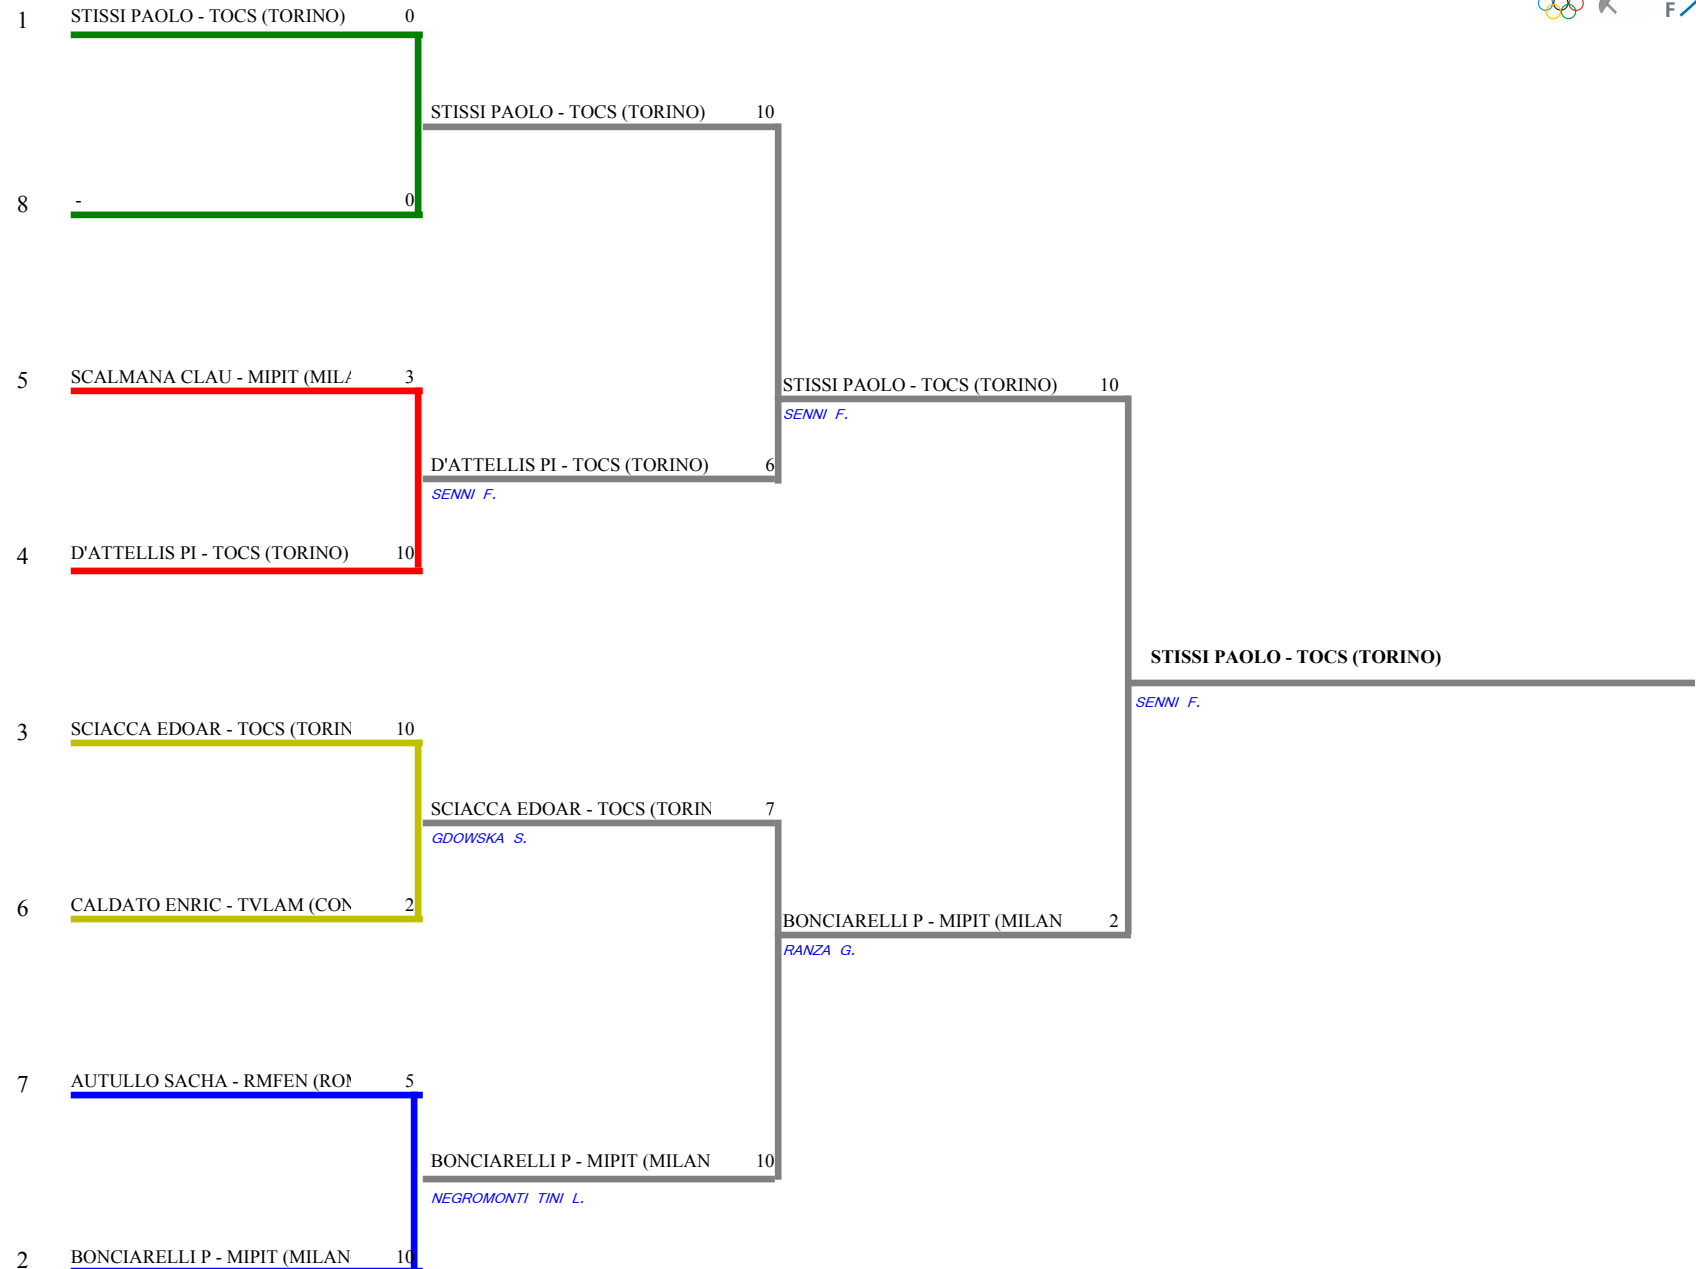 1 STISSI PAOLO - TOCS (TORINO) 0
F
STISSI PAOLO - TOCS (TORINO) 10
8 - 0
5 SCALMANA CLAU - MIPIT (MILA 3
STISSI PAOLO - TOCS (TORINO) 10
SENNI F.
D'ATTELLIS PI - TOCS (TORINO) 6
SENNI F.
4 D'ATTELLIS PI - TOCS (TORINO) 10
STISSI PAOLO - TOCS (TORINO)
SENNI F.
3 SCIACCA EDOAR - TOCS (TORIN 10
SCIACCA EDOAR - TOCS (TORIN 7
GDOWSKA S.
6 CALDATO ENRIC - TVLAM (CON 2
BONCIARELLI P - MIPIT (MILAN 2
RANZA G.
7 AUTULLO SACHA - RMFEN (ROM 5
BONCIARELLI P - MIPIT (MILAN 10
NEGROMONTI TINI L.
2 BONCIARELLI P - MIPIT (MILAN 10